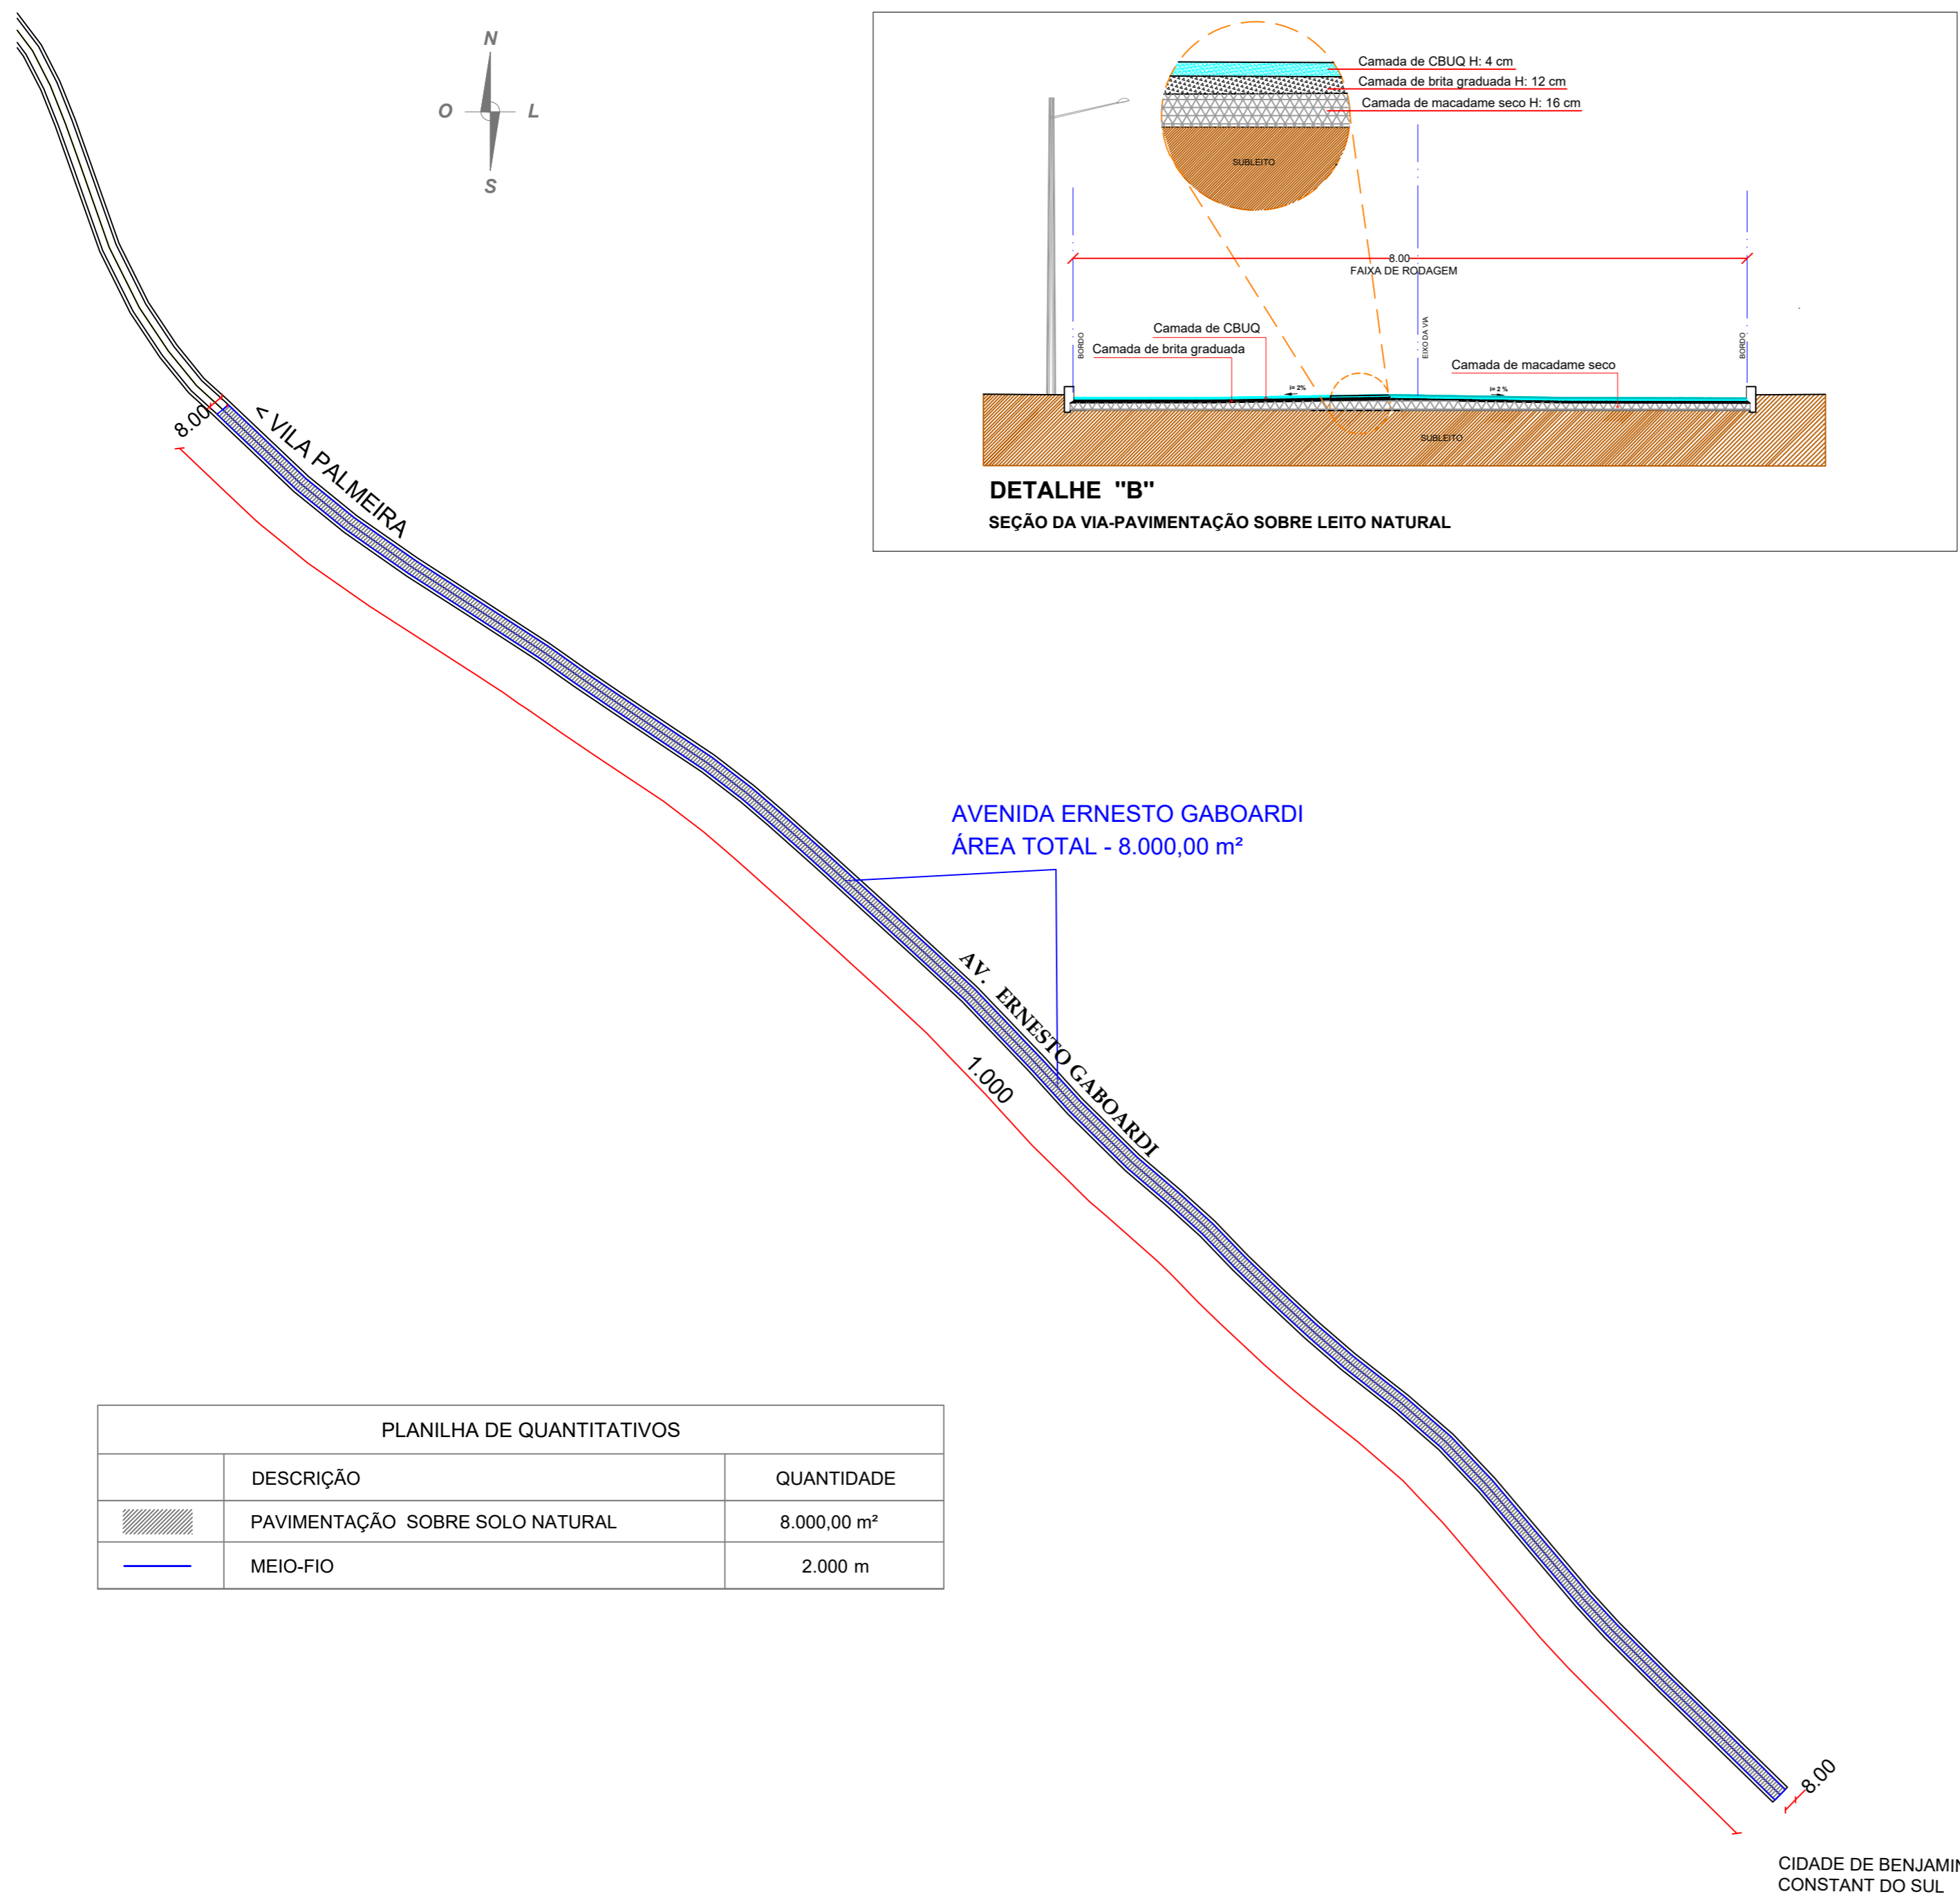 N
O
L
S
Camada de CBUQ H: 4 cm
Camada de brita graduada H: 12 cm
Camada de macadame seco H: 16 cm
SUBLEITO
8.00
FAIXA DE RODAGEM
BORDO
EIXO DA VIA
BORDO
Camada de CBUQ
Camada de brita graduada
Camada de macadame seco
i= 2%
i= 2 %
SUBLEITO
DETALHE "B"
SEÇÃO DA VIA-PAVIMENTAÇÃO SOBRE LEITO NATURAL
8.00
< VILA PALMEIRA
AVENIDA ERNESTO GABOARDI
ÁREA TOTAL - 8.000,00 m²
AV. ERNESTO GABOARDI
1.000
PLANILHA DE QUANTITATIVOS
DESCRIÇÃO QUANTIDADE
PAVIMENTAÇÃO SOBRE SOLO NATURAL 8.000,00 m²
MEIO-FIO 2.000 m
8.00
CIDADE DE BENJAMIN
CONSTANT DO SUL